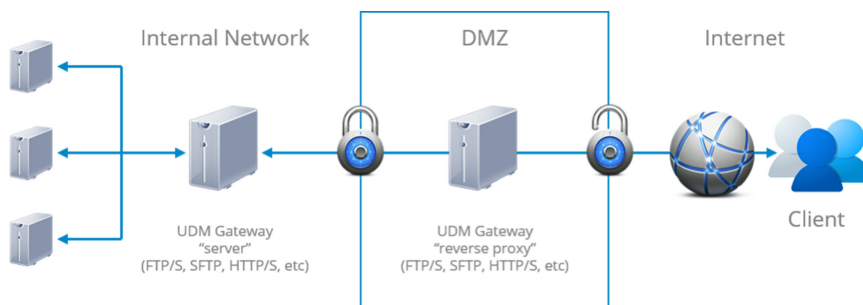 Internal Network
DMZ
Internet
UDM Gateway
“server”
(FTP/S, SFTP, HTTP/S, etc)
UDM Gateway
“reverse proxy”
(FTP/S, SFTP, HTTP/S, etc)
Client